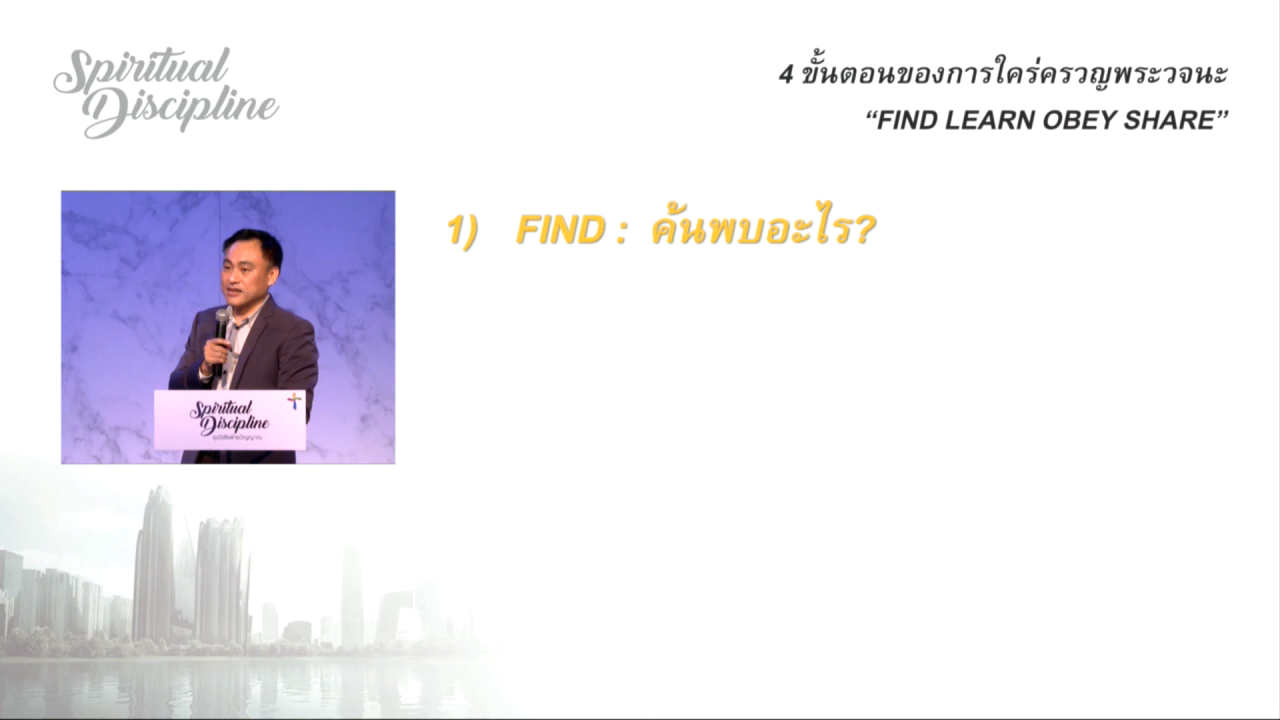 Spiritual
Discipline
4 ขั้นตอนของการใคร่ครวญพระวจนะ
“FIND LEARN OBEY SHARE”
1) FIND : ค้นพบอะไร?
Spiritual
Discipline